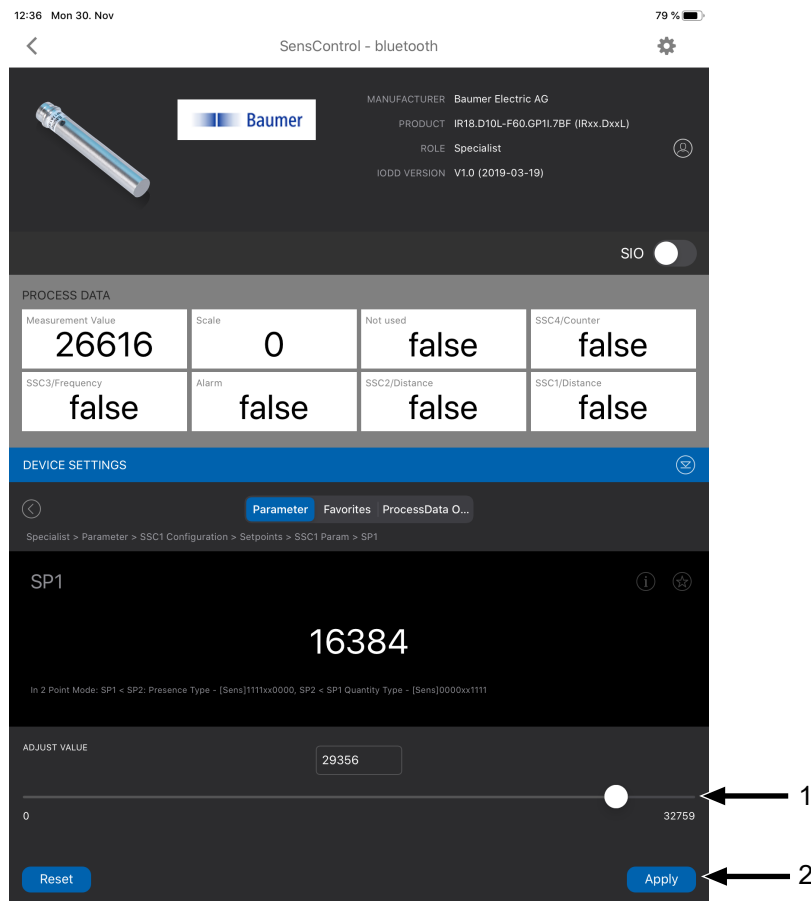 12:36 Mon 30. Nov 79 %
SensControl - bluetooth
Baumer
MANUFACTURER Baumer Electric AG
PRODUCT IR18.D10L-F60.GP1I.7BF (IRxx.DxxL)
ROLE Specialist
IODD VERSION V1.0 (2019-03-19)
SIO
PROCESS DATA
Measurement Value Scale Not used SSC4/Counter
26616 0 false false
SSC3/Frequency Alarm SSC2/Distance SSC1/Distance
false false false false
DEVICE SETTINGS
Parameter Favorites ProcessData O...
Specialist > Parameter > SSC1 Configuration > Setpoints > SSC1 Param > SP1
SP1
16384
In 2 Point Mode: SP1 < SP2: Presence Type - [Sens]1111xx0000, SP2 < SP1 Quantity Type - [Sens]0000xx1111
ADJUST VALUE
29356
1
0 32759
Reset Apply 2